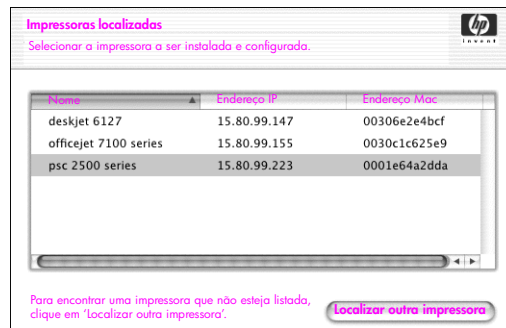 Impressoras localizadas
Selecionar a impressora a ser instalada e configurada.
hp
invent
Nome Endereço IP Endereço Mac
deskjet 6127 15.80.99.147 00306e2e4bcf
officejet 7100 series 15.80.99.155 0030c1c625e9
psc 2500 series 15.80.99.223 0001e64a2dda
Para encontrar uma impressora que não esteja listada,
clique em ‘Localizar outra impressora’.
Localizar outra impressora